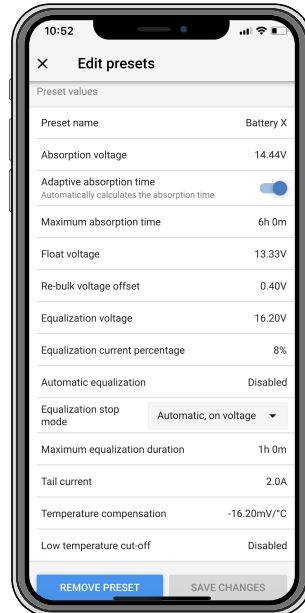 10:52
Edit presets
Preset values
Preset name Battery X
Absorption voltage 14.44V
Adaptive absorption time
Automatically calculates the absorption time
Maximum absorption time 6h 0m
Float voltage 13.33V
Re-bulk voltage offset 0.40V
Equalization voltage 16.20V
Equalization current percentage 8%
Automatic equalization Disabled
Equalization stop
mode Automatic, on voltage
Maximum equalization duration 1h 0m
Tail current 2.0A
Temperature compensation -16.20mV/°C
Low temperature cut-off Disabled
REMOVE PRESET SAVE CHANGES